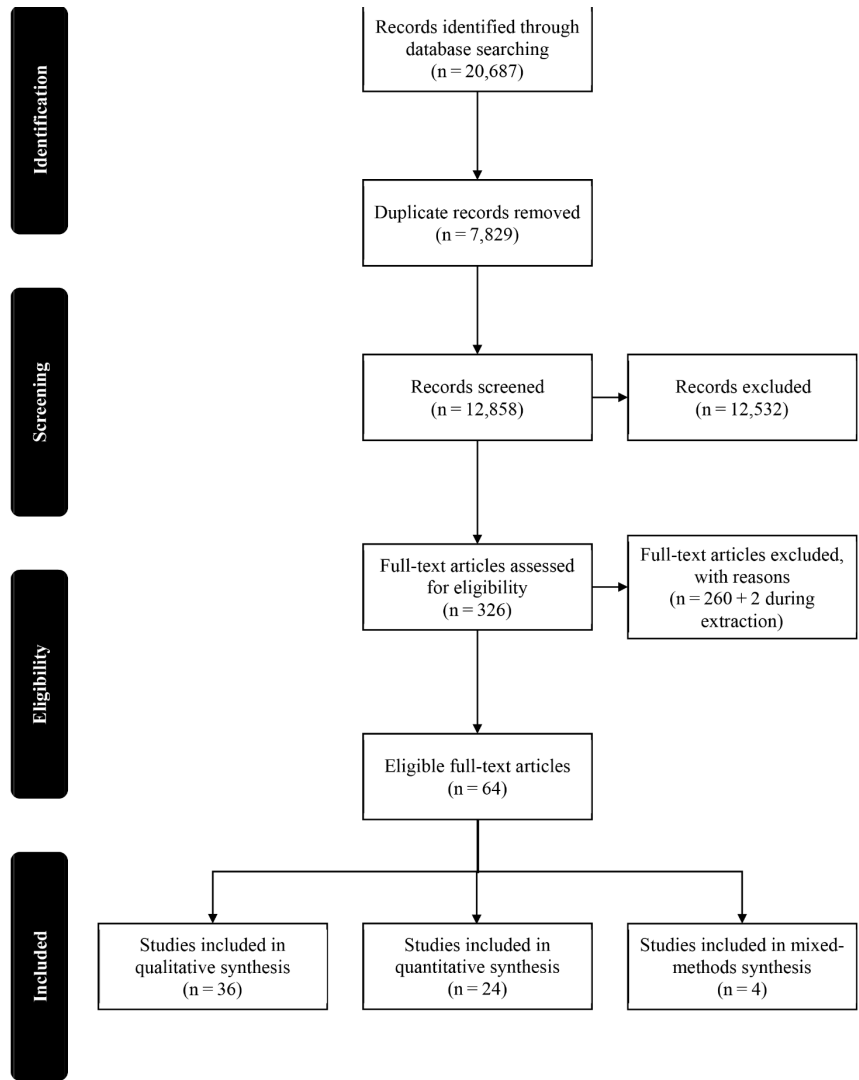 Identification
Records identified through
database searching
(n = 20,687)
Duplicate records removed
(n = 7,829)
Screening
Records screened
(n = 12,858)
Records excluded
(n = 12,532)
Eligibility
Full-text articles assessed
for eligibility
(n = 326)
Full-text articles excluded,
with reasons
(n = 260 + 2 during
extraction)
Eligible full-text articles
(n = 64)
Included
Studies included in
qualitative synthesis
(n = 36)
Studies included in
quantitative synthesis
(n = 24)
Studies included in mixed-
methods synthesis
(n = 4)